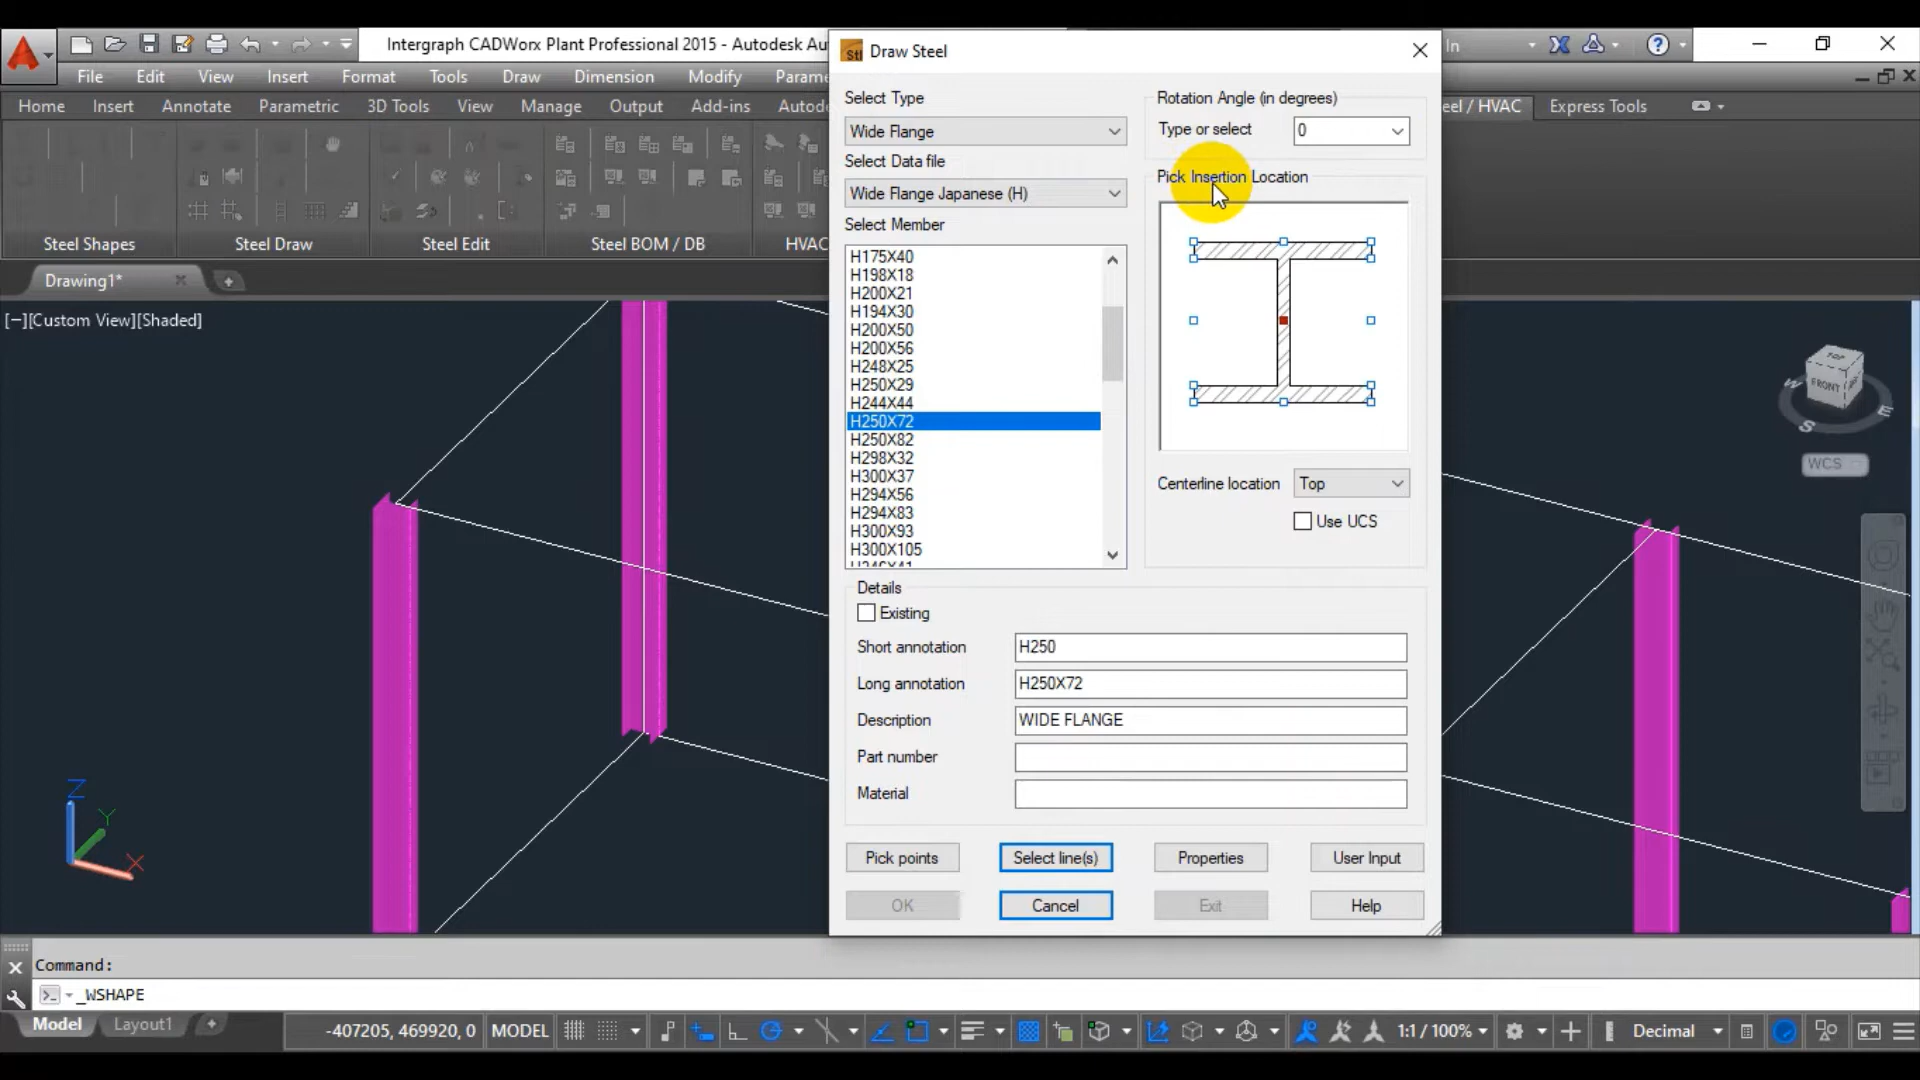 Intergraph CADWorx Plant Professional 2015 - Autodesk Au
In
File Edit View Insert Format Tools Draw Dimension Modify Parame
Home Insert Annotate Parametric 3D Tools View Manage Output Add-ins Autod
eel / HVAC Express Tools
Steel Shapes
Steel Draw
Steel Edit
Steel BOM / DB
HVAC
Drawing1*
[−][Custom View][Shaded]
TOP
FRONT
W
S
E
WCS
Z
Y
X
Stl Draw Steel
Select Type
Wide Flange
Select Data file
Wide Flange Japanese (H)
Select Member
H175X40
H198X18
H200X21
H194X30
H200X50
H200X56
H248X25
H250X29
H244X44
H250X72
H250X82
H298X32
H300X37
H294X56
H294X83
H300X93
H300X105
Rotation Angle (in degrees)
Type or select 0
Pick Insertion Location
Centerline location Top
Use UCS
Details
Existing
Short annotation H250
Long annotation H250X72
Description WIDE FLANGE
Part number
Material
Pick points Select line(s) Properties User Input
OK Cancel Exit Help
Command:
_WSHAPE
Model Layout1
-407205, 469920, 0 MODEL 1:1 / 100% Decimal